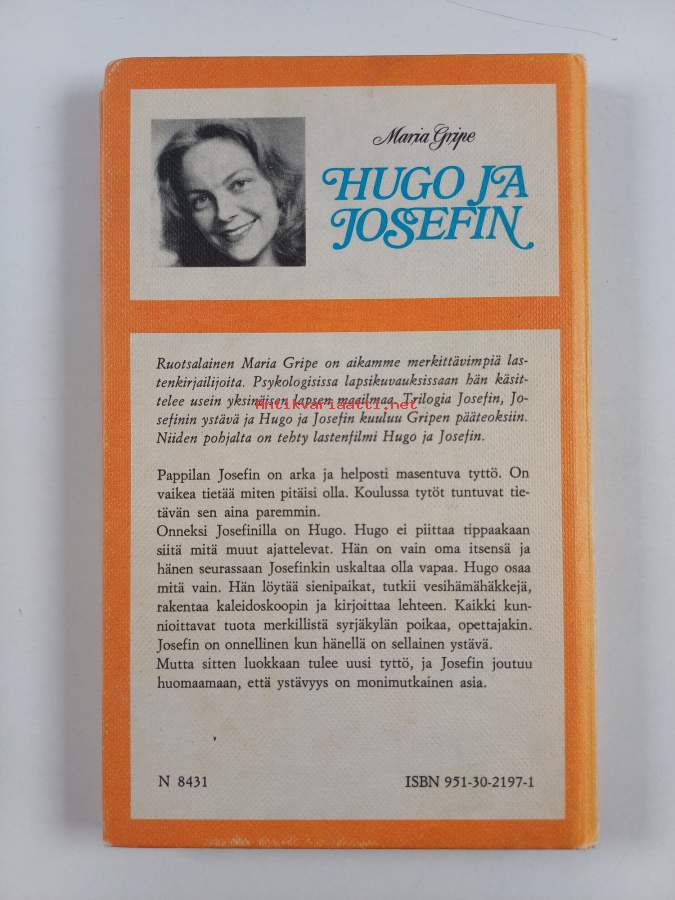 Maria Gripe
HUGO JA
JOSEFIN
Ruotsalainen Maria Gripe on aikamme merkittävimpiä las-
tenkirjailijoita. Psykologisissa lapsikuvauksissaan hän käsit-
telee usein yksinäisen lapsen maailmaa. Trilogia Josefin, Jo-
Antikvariaatti.net
sefinin ystävä ja Hugo ja Josefin kuuluu Gripen pääteoksiin.
Niiden pohjalta on tehty lastenfilmi Hugo ja Josefin.
Pappilan Josefin on arka ja helposti masentuva tyttö. On
vaikea tietää miten pitäisi olla. Koulussa tytöt tuntuvat tie-
tävän sen aina paremmin.
Onneksi Josefinilla on Hugo. Hugo ei piittaa tippaakaan
siitä mitä muut ajattelevat. Hän on vain oma itsensä ja
hänen seurassaan Josefinkin uskaltaa olla vapaa. Hugo osaa
mitä vain. Hän löytää sienipaikat, tutkii vesihämähäkkejä,
rakentaa kaleidoskoopin ja kirjoittaa lehteen. Kaikki kun-
nioittavat tuota merkillistä syrjäkylän poikaa, opettajakin.
Josefin on onnellinen kun hänellä on sellainen ystävä.
Mutta sitten luokkaan tulee uusi tyttö, ja Josefin joutuu
huomaamaan, että ystävyys on monimutkainen asia.
N 8431
ISBN 951-30-2197-1